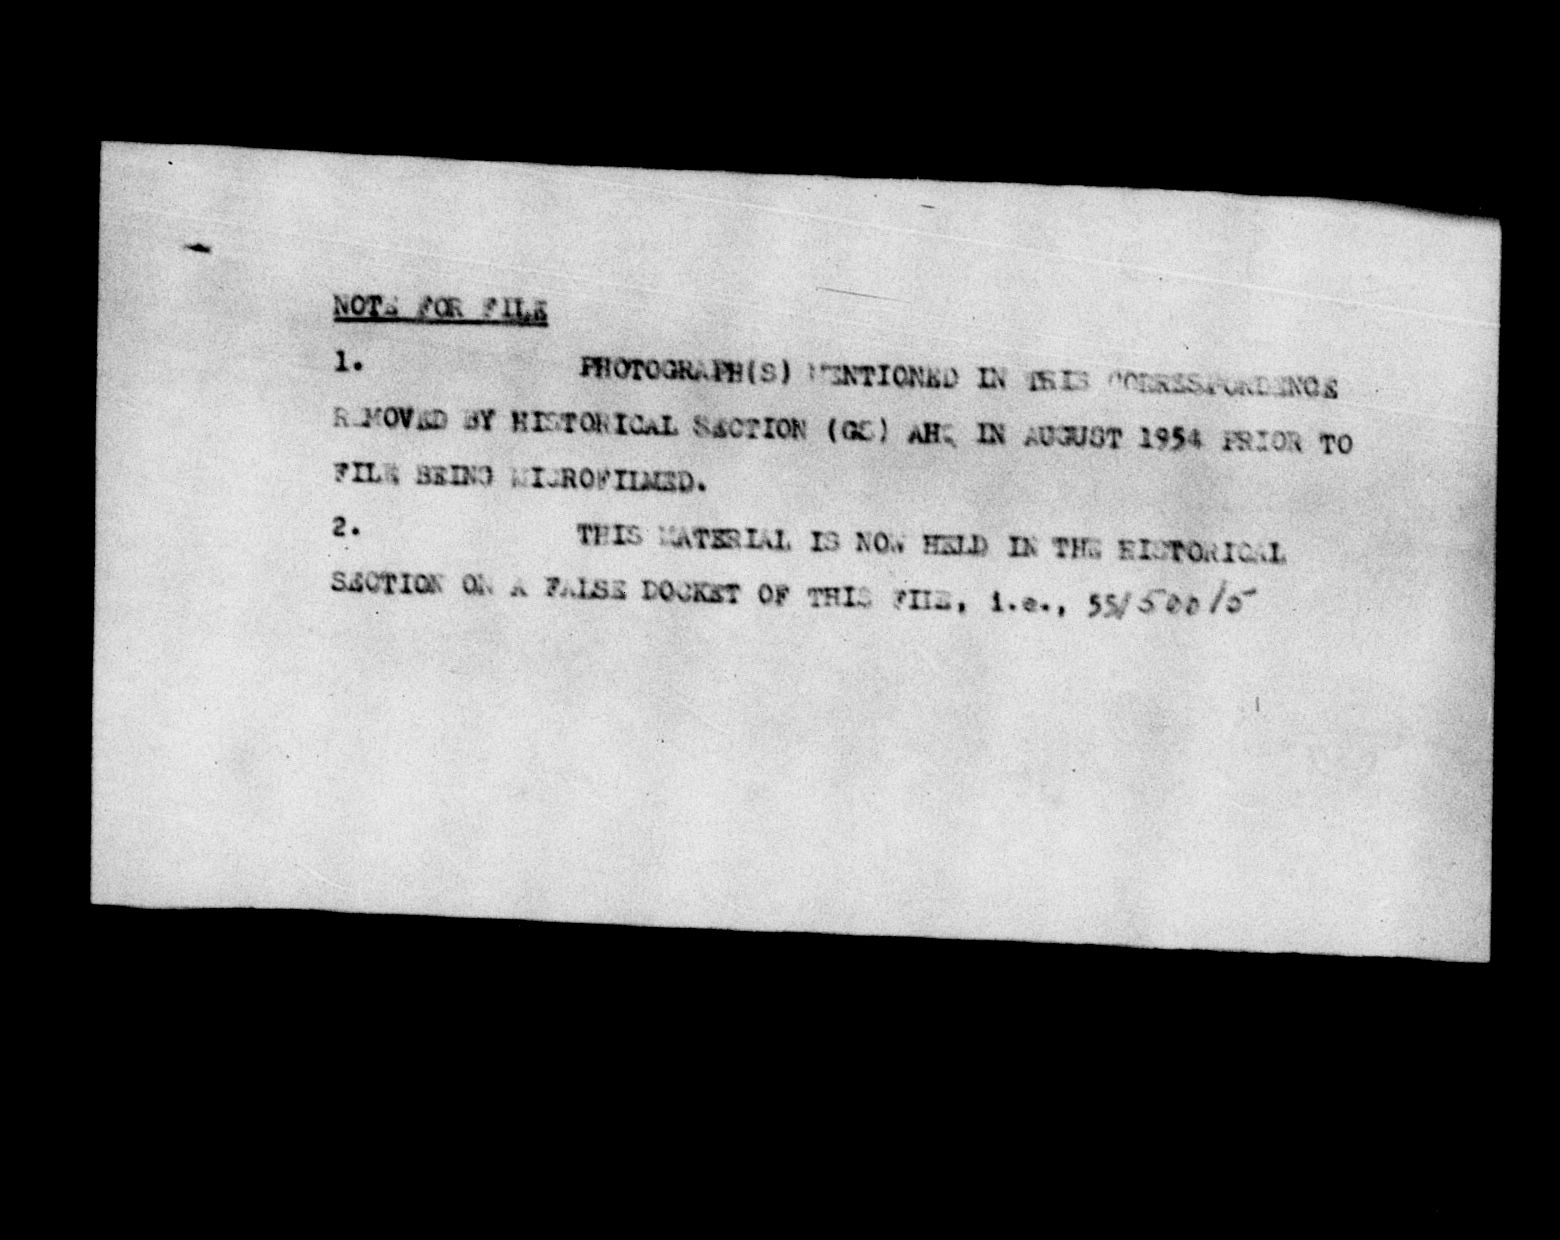 NOTE FOR FILE
1. PHOTOGRAPH(S) MENTIONED IN THIS CORRESPONDENCE
REMOVED BY HISTORICAL SECTION (GS) AHQ IN AUGUST 1954 PRIOR TO
FILE BEING MICROFILMED.
2. THIS MATERIAL IS NOW HELD IN THE HISTORICAL
SECTION ON A FALSE DOCKET OF THIS FILE, i.e., 55/500/5